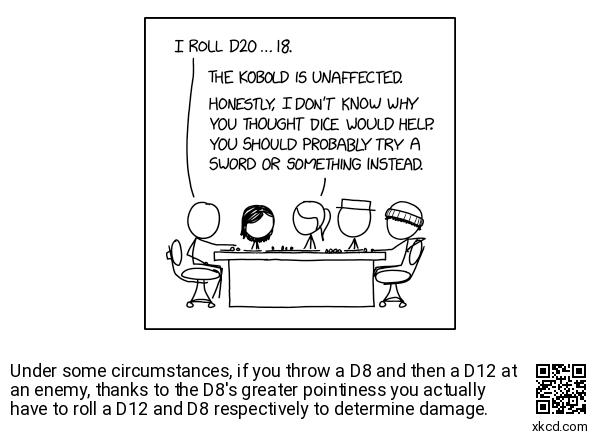 I ROLL D20 ... 18.
THE KOBOLD IS UNAFFECTED.
HONESTLY, I DON'T KNOW WHY
YOU THOUGHT DICE WOULD HELP.
YOU SHOULD PROBABLY TRY A
SWORD OR SOMETHING INSTEAD.
Under some circumstances, if you throw a D8 and then a D12 at
an enemy, thanks to the D8's greater pointiness you actually
have to roll a D12 and D8 respectively to determine damage.
xkcd.com